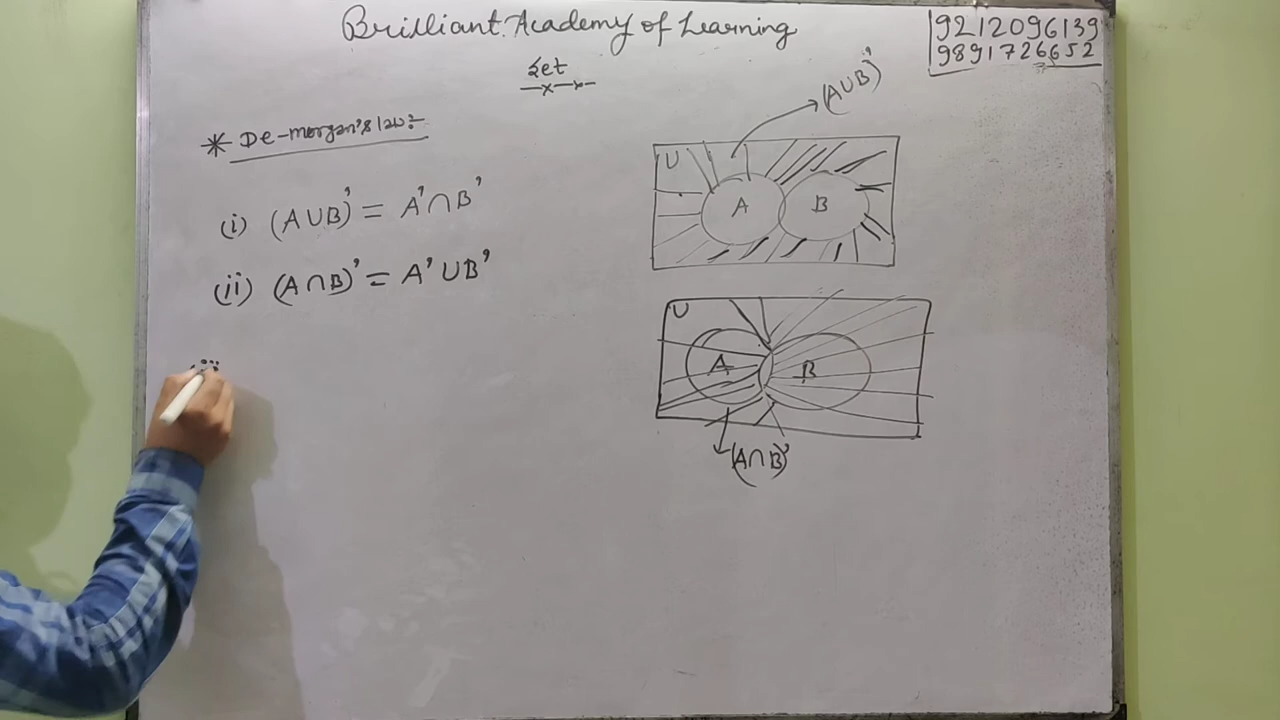 Brilliant Academy of Learning
9212096139
9891726652
Set
* De-morgan's law:-
(i) (A∪B)' = A'∩B'
(ii) (A∩B)' = A'∪B'
(A∪B)'
U
A B
U
A B
(A∩B)'